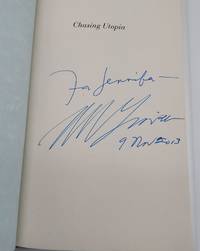 Chasing Utopia
For Jennifer —
9 Nov 2013